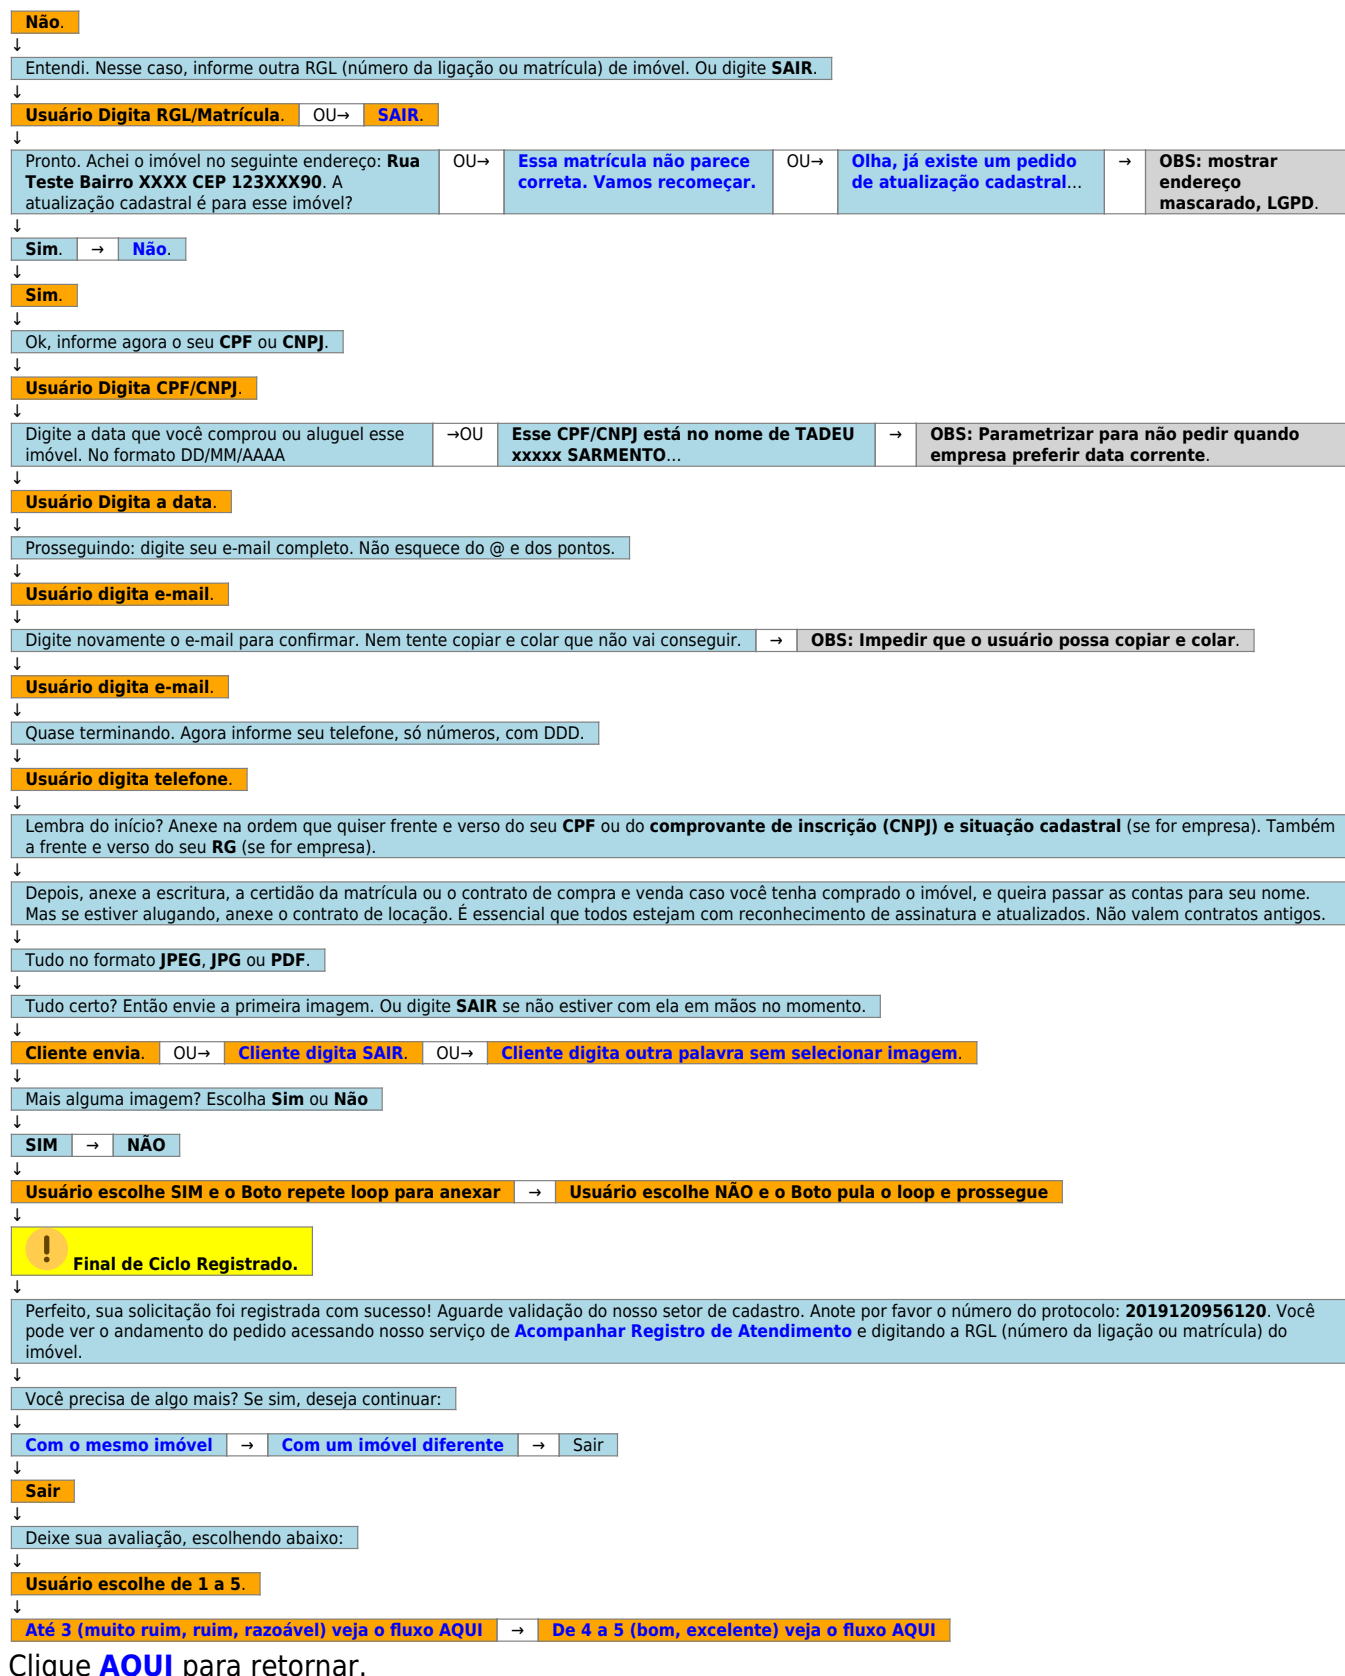 Não.
↓
Entendi. Nesse caso, informe outra RGL (número da ligação ou matrícula) de imóvel. Ou digite SAIR.
↓
Usuário Digita RGL/Matrícula. OU→ SAIR.
↓
Pronto. Achei o imóvel no seguinte endereço: Rua
Teste Bairro XXXX CEP 123XXX90. A
atualização cadastral é para esse imóvel?
OU→
Essa matrícula não parece
correta. Vamos recomeçar.
OU→
Olha, já existe um pedido
de atualização cadastral...
→
OBS: mostrar
endereço
mascarado, LGPD.
↓
Sim. → Não.
↓
Sim.
↓
Ok, informe agora o seu CPF ou CNPJ.
↓
Usuário Digita CPF/CNPJ.
↓
Digite a data que você comprou ou aluguel esse
imóvel. No formato DD/MM/AAAA
→OU
Esse CPF/CNPJ está no nome de TADEU
xxxxx SARMENTO...
→
OBS: Parametrizar para não pedir quando
empresa preferir data corrente.
↓
Usuário Digita a data.
↓
Prosseguindo: digite seu e-mail completo. Não esquece do @ e dos pontos.
↓
Usuário digita e-mail.
↓
Digite novamente o e-mail para confirmar. Nem tente copiar e colar que não vai conseguir. → OBS: Impedir que o usuário possa copiar e colar.
↓
Usuário digita e-mail.
↓
Quase terminando. Agora informe seu telefone, só números, com DDD.
↓
Usuário digita telefone.
↓
Lembra do início? Anexe na ordem que quiser frente e verso do seu CPF ou do comprovante de inscrição (CNPJ) e situação cadastral (se for empresa). Também
a frente e verso do seu RG (se for empresa).
↓
Depois, anexe a escritura, a certidão da matrícula ou o contrato de compra e venda caso você tenha comprado o imóvel, e queira passar as contas para seu nome.
Mas se estiver alugando, anexe o contrato de locação. É essencial que todos estejam com reconhecimento de assinatura e atualizados. Não valem contratos antigos.
↓
Tudo no formato JPEG, JPG ou PDF.
↓
Tudo certo? Então envie a primeira imagem. Ou digite SAIR se não estiver com ela em mãos no momento.
↓
Cliente envia. OU→ Cliente digita SAIR. OU→ Cliente digita outra palavra sem selecionar imagem.
↓
Mais alguma imagem? Escolha Sim ou Não
↓
SIM → NÃO
↓
Usuário escolhe SIM e o Boto repete loop para anexar → Usuário escolhe NÃO e o Boto pula o loop e prossegue
↓
Final de Ciclo Registrado.
↓
Perfeito, sua solicitação foi registrada com sucesso! Aguarde validação do nosso setor de cadastro. Anote por favor o número do protocolo: 2019120956120. Você
pode ver o andamento do pedido acessando nosso serviço de Acompanhar Registro de Atendimento e digitando a RGL (número da ligação ou matrícula) do
imóvel.
↓
Você precisa de algo mais? Se sim, deseja continuar:
↓
Com o mesmo imóvel → Com um imóvel diferente → Sair
↓
Sair
↓
Deixe sua avaliação, escolhendo abaixo:
↓
Usuário escolhe de 1 a 5.
↓
Até 3 (muito ruim, ruim, razoável) veja o fluxo AQUI → De 4 a 5 (bom, excelente) veja o fluxo AQUI
Clique AQUI para retornar.